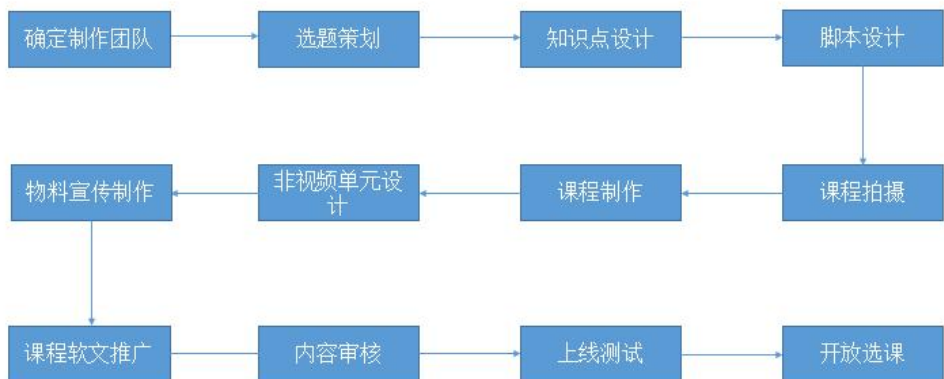 确定制作团队
选题策划
知识点设计
脚本设计
课程拍摄
课程制作
非视频单元设
计
物料宣传制作
课程软文推广
内容审核
上线测试
开放选课